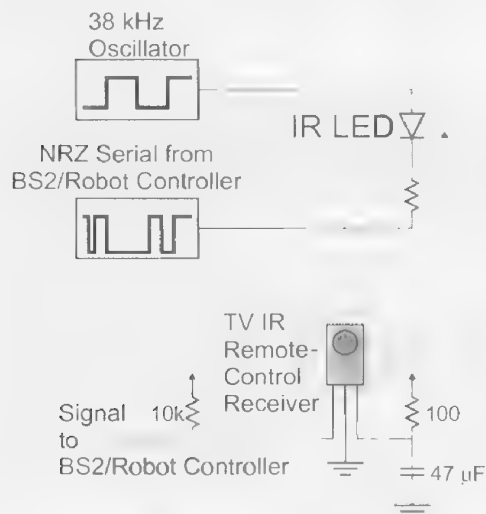 38 kHz
Oscillator
IR LED
NRZ Serial from
BS2/Robot Controller
TV IR
Remote-
Control
Receiver
Signal
to
BS2/Robot Controller
10k
100
47 µF